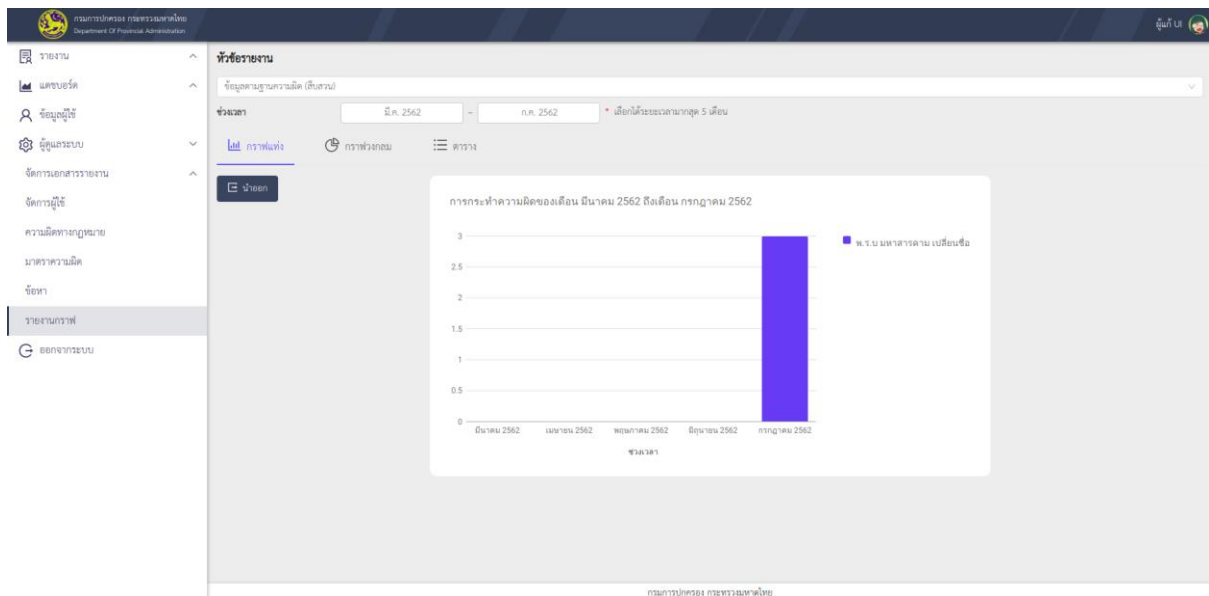 กรมการปกครอง กระทรวงมหาดไทย
Department Of Provincial Administration
ผู้แก้ UI
รายงาน
แดชบอร์ด
ข้อมูลผู้ใช้
ผู้ดูแลระบบ
จัดการเอกสารรายงาน
จัดการผู้ใช้
ความผิดทางกฎหมาย
มาตราความผิด
ข้อหา
รายงานกราฟ
ออกจากระบบ
หัวข้อรายงาน
ข้อมูลตามฐานความผิด (สืบสวน)
ช่วงเวลา มี.ค. 2562 ~ ก.ค. 2562 * เลือกได้ระยะเวลามากสุด 5 เดือน
กราฟแท่ง กราฟวงกลม ตาราง
นำออก
การกระทำความผิดของเดือน มีนาคม 2562 ถึงเดือน กรกฎาคม 2562
3
พ.ร.บ มหาสารคาม เปลี่ยนชื่อ
2.5
2
1.5
1
0.5
0
มีนาคม 2562 เมษายน 2562 พฤษภาคม 2562 มิถุนายน 2562 กรกฎาคม 2562
ช่วงเวลา
กรมการปกครอง กระทรวงมหาดไทย